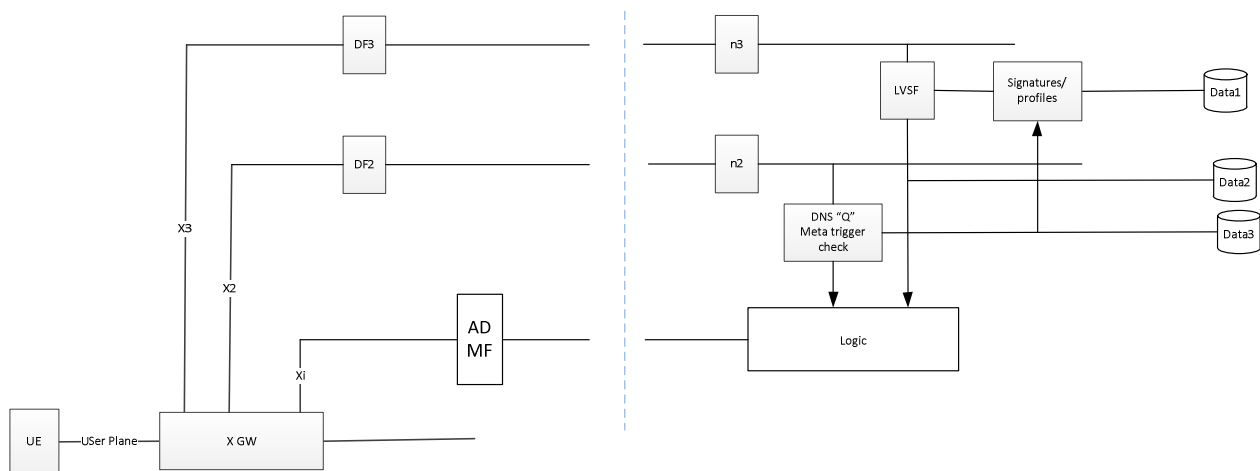 DF3
n3
LVSF
Signatures/
profiles
Data1
DF2
n2
Data2
X3
DNS "Q"
Meta trigger
check
Data3
X2
AD
MF
Logic
Xi
UE
USer Plane
X GW